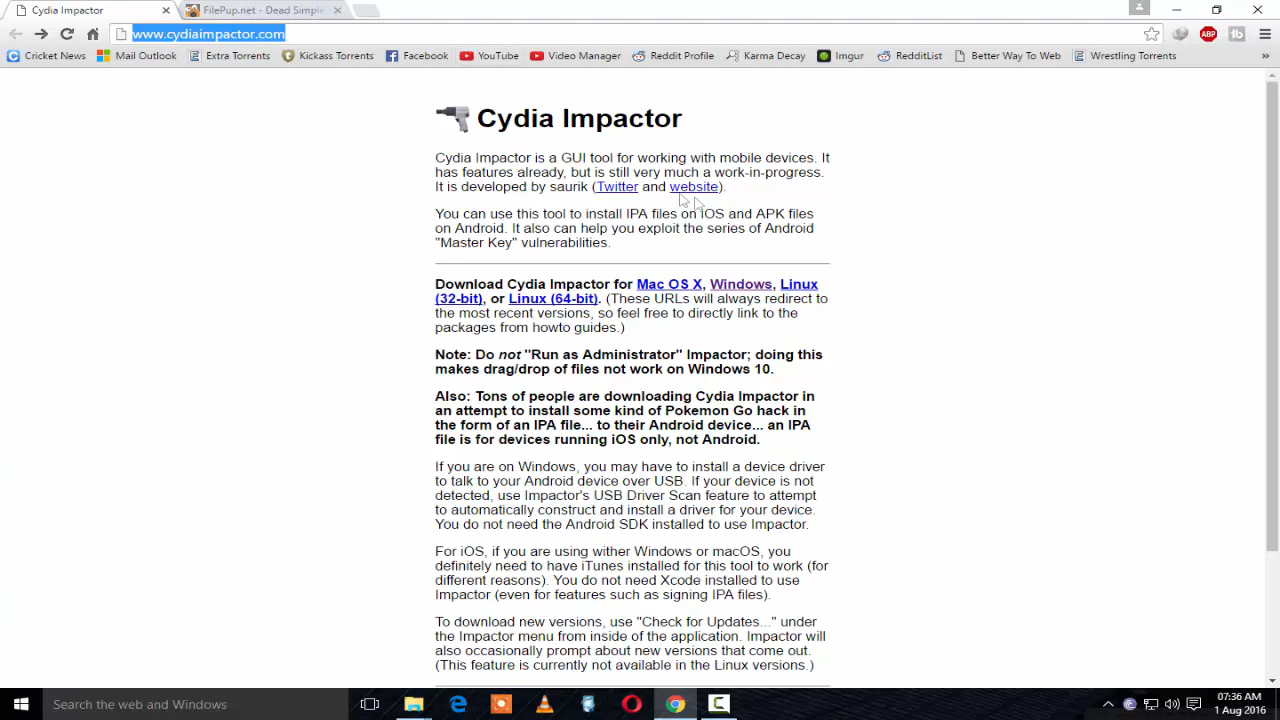 Cydia Impactor
FilePup.net - Dead Simple
www.cydiaimpactor.com
Cricket News Mail Outlook Extra Torrents Kickass Torrents Facebook YouTube Video Manager Reddit Profile Karma Decay Imgur RedditList Better Way To Web Wrestling Torrents »
Cydia Impactor
Cydia Impactor is a GUI tool for working with mobile devices. It
has features already, but is still very much a work-in-progress.
It is developed by saurik (Twitter and website).
You can use this tool to install IPA files on iOS and APK files
on Android. It also can help you exploit the series of Android
"Master Key" vulnerabilities.
Download Cydia Impactor for Mac OS X, Windows, Linux
(32-bit), or Linux (64-bit). (These URLs will always redirect to
the most recent versions, so feel free to directly link to the
packages from howto guides.)
Note: Do not "Run as Administrator" Impactor; doing this
makes drag/drop of files not work on Windows 10.
Also: Tons of people are downloading Cydia Impactor in
an attempt to install some kind of Pokemon Go hack in
the form of an IPA file... to their Android device... an IPA
file is for devices running iOS only, not Android.
If you are on Windows, you may have to install a device driver
to talk to your Android device over USB. If your device is not
detected, use Impactor's USB Driver Scan feature to attempt
to automatically construct and install a driver for your device.
You do not need the Android SDK installed to use Impactor.
For iOS, if you are using wither Windows or macOS, you
definitely need to have iTunes installed for this tool to work (for
different reasons). You do not need Xcode installed to use
Impactor (even for features such as signing IPA files).
To download new versions, use "Check for Updates..." under
the Impactor menu from inside of the application. Impactor will
also occasionally prompt about new versions that come out.
(This feature is currently not available in the Linux versions.)
Search the web and Windows
07:36 AM
1 Aug 2016
ABP